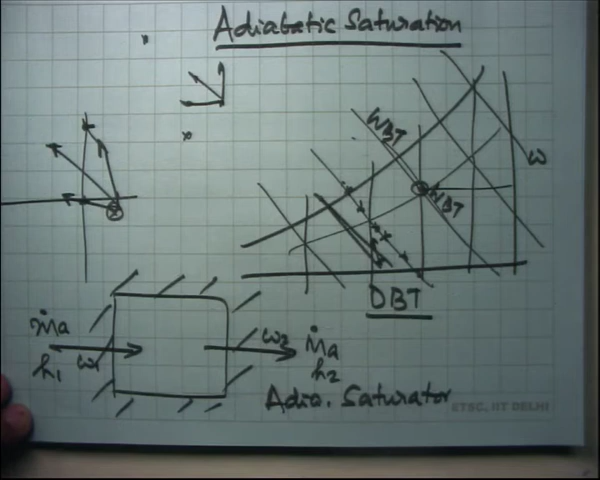 Adiabatic Saturation
WBT
ω
WBT
DBT
ṁa
h1
ω1
ω2
ṁa
h2
Adia. Saturator
ETSC, IIT DELHI